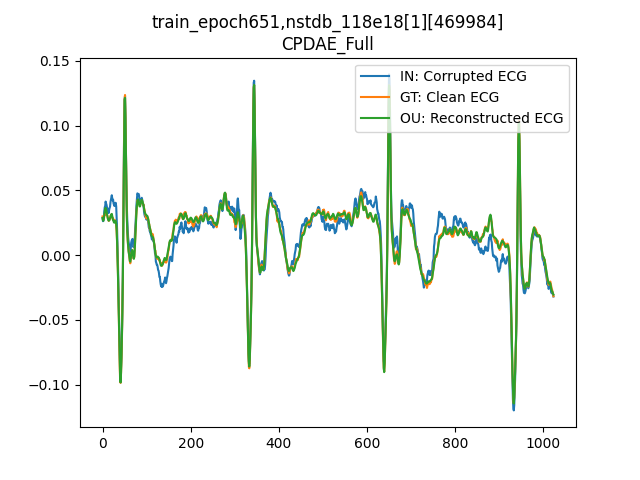 train_epoch651,nstdb_118e18[1][469984]
CPDAE_Full
IN: Corrupted ECG
GT: Clean ECG
OU: Reconstructed ECG
0.15
0.10
0.05
0.00
−0.05
−0.10
0 200 400 600 800 1000